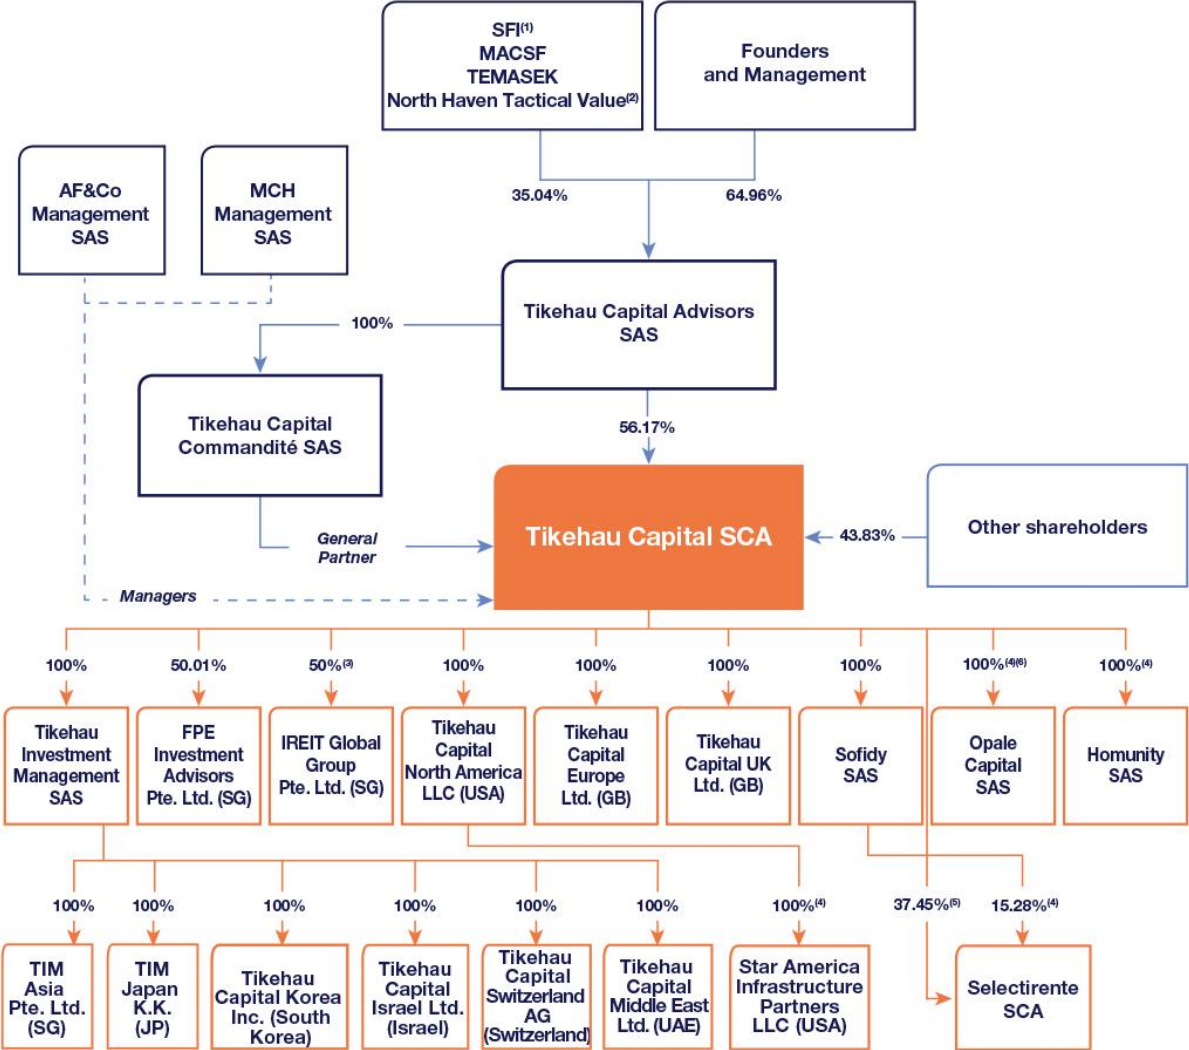 SFI(1)
MACSF
TEMASEK
North Haven Tactical Value(2)
Founders
and Management
AF&Co
Management
SAS
MCH
Management
SAS
35.04%
64.96%
Tikehau Capital Advisors
SAS
100%
Tikehau Capital
Commandité SAS
56.17%
Tikehau Capital SCA
43.83%
Other shareholders
General
Partner
Managers
100%
50.01%
50%(3)
100%
100%
100%
100%
100%(4)(6)
100%(4)
Tikehau
Investment
Management
SAS
FPE
Investment
Advisors
Pte. Ltd. (SG)
IREIT Global
Group
Pte. Ltd. (SG)
Tikehau
Capital
North America
LLC (USA)
Tikehau
Capital
Europe
Ltd. (GB)
Tikehau
Capital UK
Ltd. (GB)
Sofidy
SAS
Opale
Capital
SAS
Homunity
SAS
100%
100%
100%
100%
100%
100%
100%(4)
37.45%(5)
15.28%(4)
TIM
Asia
Pte. Ltd.
(SG)
TIM
Japan
K.K.
(JP)
Tikehau
Capital Korea
Inc. (South
Korea)
Tikehau
Capital
Israel Ltd.
(Israel)
Tikehau
Capital
Switzerland
AG
(Switzerland)
Tikehau
Capital
Middle East
Ltd. (UAE)
Star America
Infrastructure
Partners
LLC (USA)
Selectirente
SCA